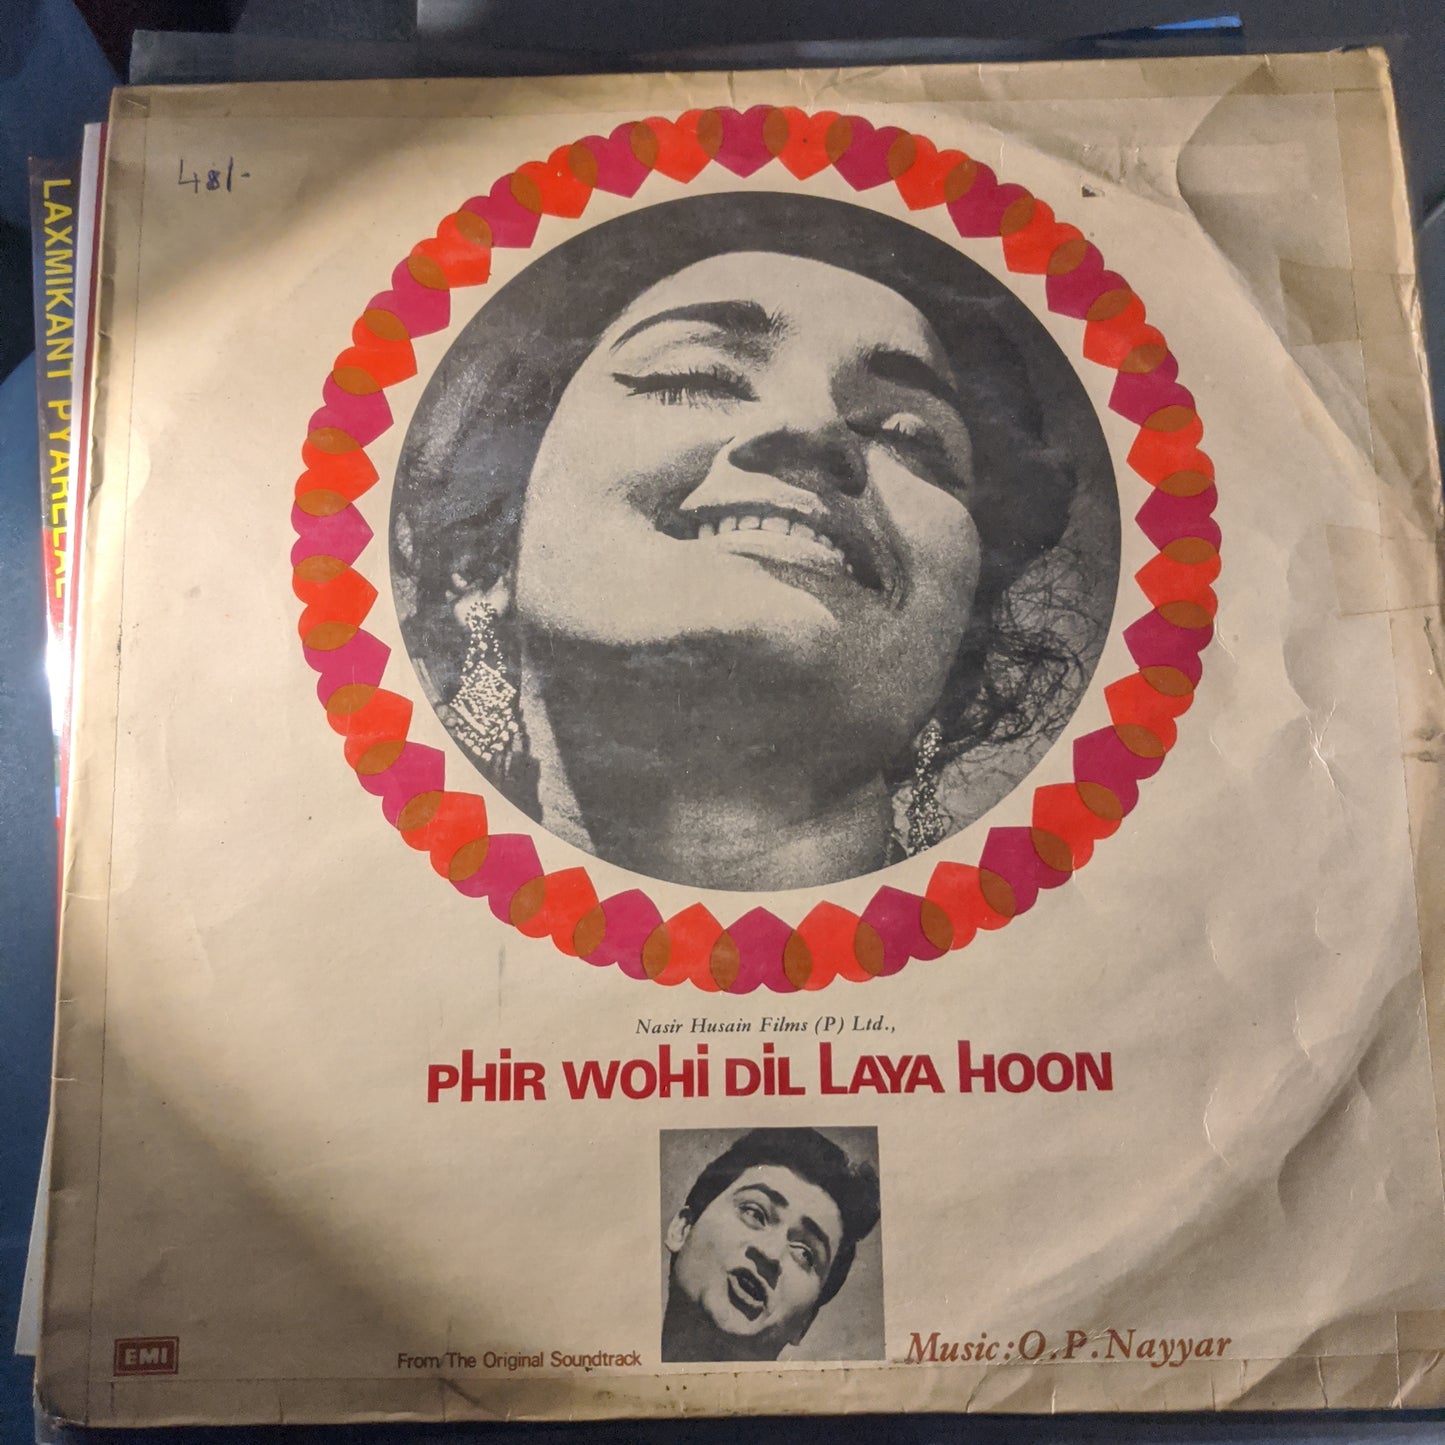 48/-
LAXMIKANT PYARELAL
Nasir Husain Films (P) Ltd.,
PHIR WOHI DIL LAYA HOON
EMI
From The Original Soundtrack
Music: O. P. Nayyar